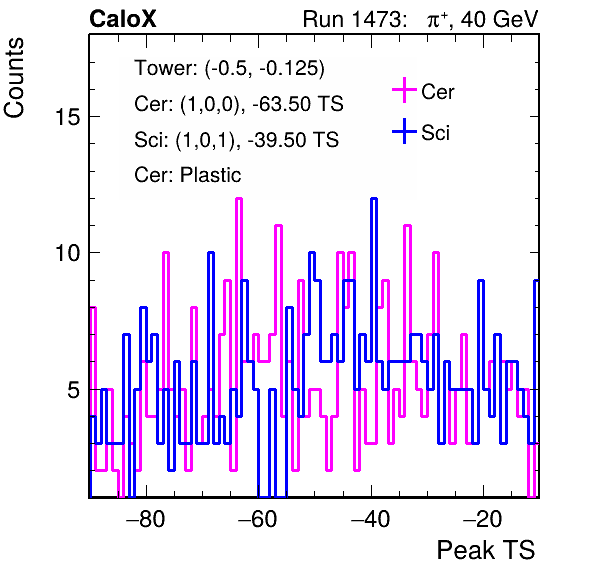 CaloX Run 1473: π⁺, 40 GeV
Counts
Tower: (-0.5, -0.125)
Cer: (1,0,0), -63.50 TS
Sci: (1,0,1), -39.50 TS
Cer: Plastic
Cer
Sci
15
10
5
−80 −60 −40 −20
Peak TS